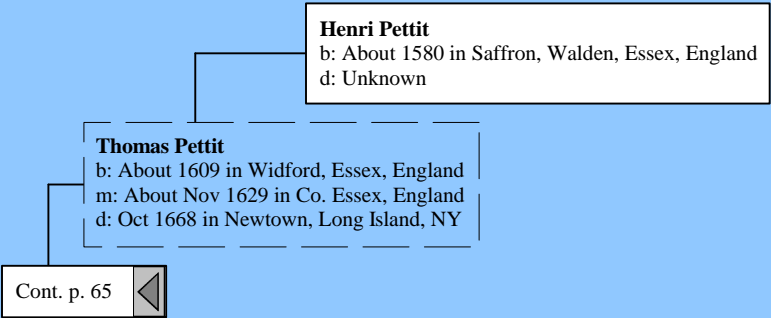 Henri Pettit
b: About 1580 in Saffron, Walden, Essex, England
d: Unknown
Thomas Pettit
b: About 1609 in Widford, Essex, England
m: About Nov 1629 in Co. Essex, England
d: Oct 1668 in Newtown, Long Island, NY
Cont. p. 65